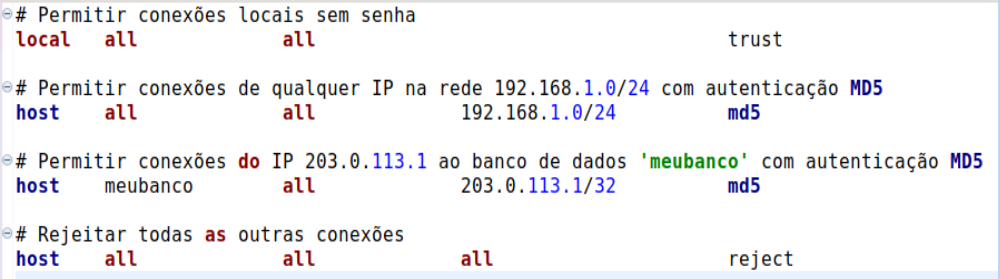 # Permitir conexões locais sem senha
local all all trust
# Permitir conexões de qualquer IP na rede 192.168.1.0/24 com autenticação MD5
host all all 192.168.1.0/24 md5
# Permitir conexões do IP 203.0.113.1 ao banco de dados 'meubanco' com autenticação MD5
host meubanco all 203.0.113.1/32 md5
# Rejeitar todas as outras conexões
host all all all reject